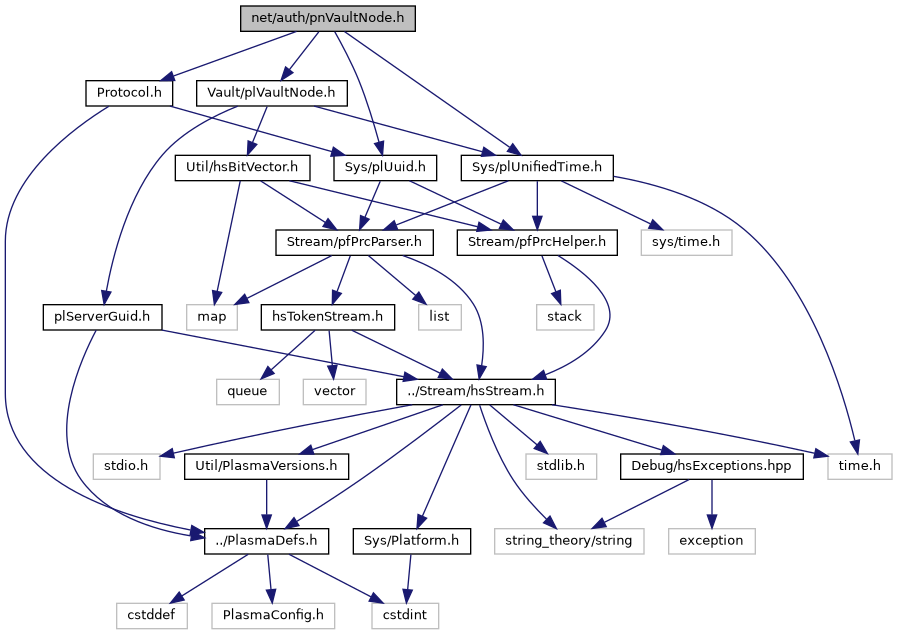 net/auth/pnVaultNode.h
Protocol.h
Vault/plVaultNode.h
Util/hsBitVector.h
Sys/plUuid.h
Sys/plUnifiedTime.h
Stream/pfPrcParser.h
Stream/pfPrcHelper.h
sys/time.h
plServerGuid.h
map
hsTokenStream.h
list
stack
queue
vector
../Stream/hsStream.h
stdio.h
Util/PlasmaVersions.h
stdlib.h
Debug/hsExceptions.hpp
time.h
../PlasmaDefs.h
Sys/Platform.h
string_theory/string
exception
cstddef
PlasmaConfig.h
cstdint